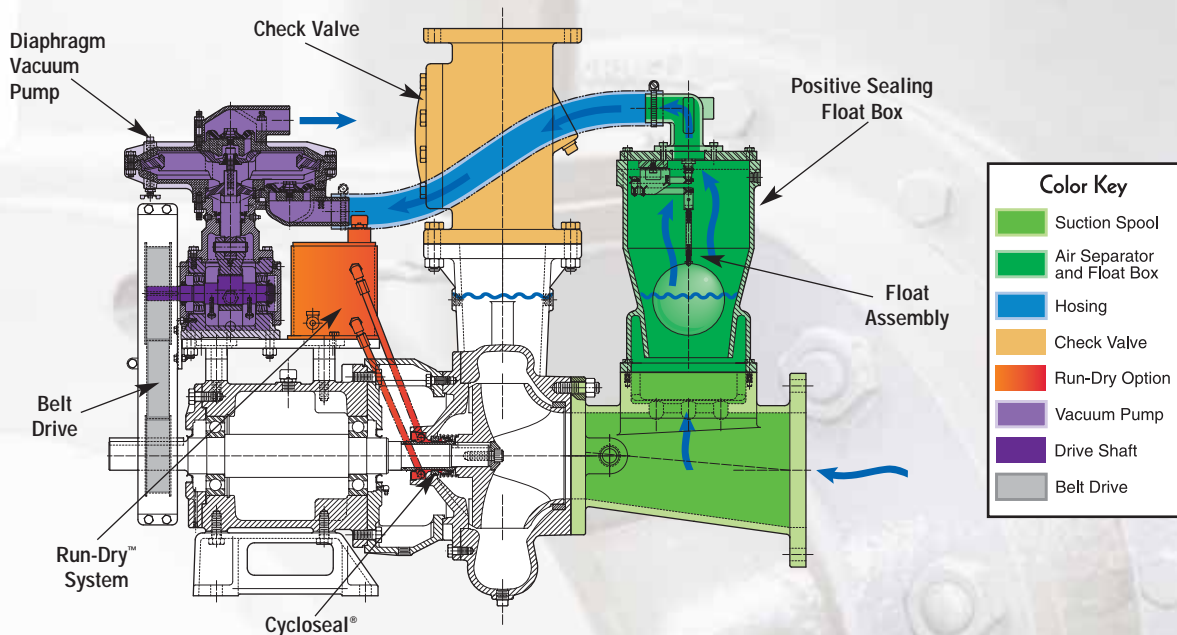 Diaphragm
Vacuum
Pump
Check Valve
Positive Sealing
Float Box
Float
Assembly
Belt
Drive
Run-Dry™
System
Cycloseal®
Color Key
Suction Spool
Air Separator
and Float Box
Hosing
Check Valve
Run-Dry Option
Vacuum Pump
Drive Shaft
Belt Drive